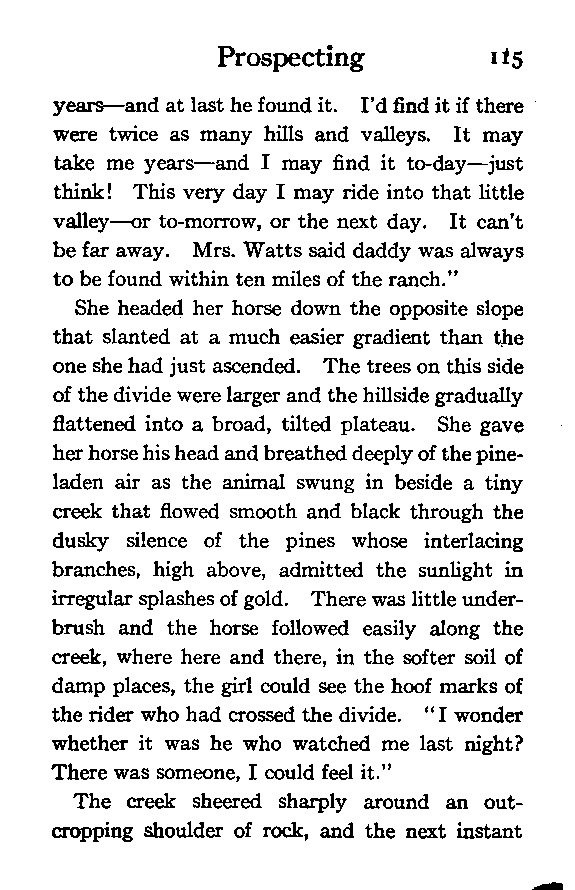 Prospecting 115
years—and at last he found it. I'd find it if there
were twice as many hills and valleys. It may
take me years—and I may find it to-day—just
think! This very day I may ride into that little
valley—or to-morrow, or the next day. It can't
be far away. Mrs. Watts said daddy was always
to be found within ten miles of the ranch."
She headed her horse down the opposite slope
that slanted at a much easier gradient than the
one she had just ascended. The trees on this side
of the divide were larger and the hillside gradually
flattened into a broad, tilted plateau. She gave
her horse his head and breathed deeply of the pine-
laden air as the animal swung in beside a tiny
creek that flowed smooth and black through the
dusky silence of the pines whose interlacing
branches, high above, admitted the sunlight in
irregular splashes of gold. There was little under-
brush and the horse followed easily along the
creek, where here and there, in the softer soil of
damp places, the girl could see the hoof marks of
the rider who had crossed the divide. "I wonder
whether it was he who watched me last night?
There was someone, I could feel it."
The creek sheered sharply around an out-
cropping shoulder of rock, and the next instant